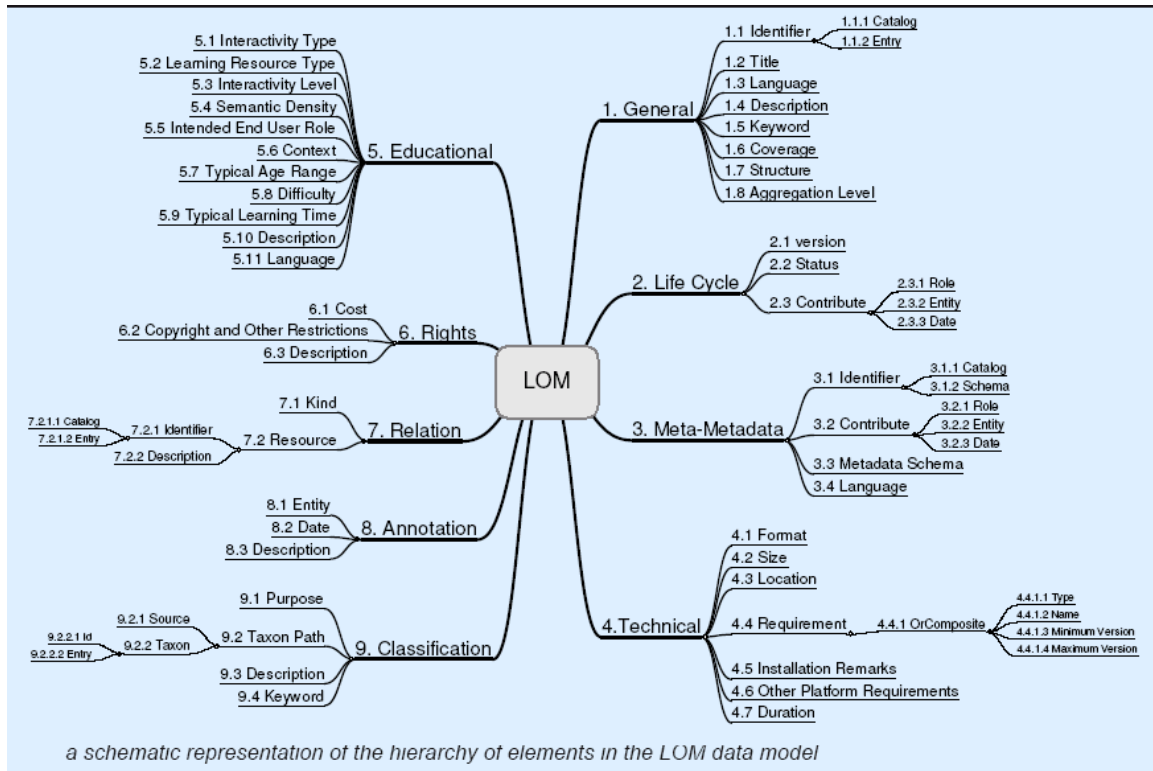 LOM
1. General
1.1 Identifier
1.1.1 Catalog
1.1.2 Entry
1.2 Title
1.3 Language
1.4 Description
1.5 Keyword
1.6 Coverage
1.7 Structure
1.8 Aggregation Level
2. Life Cycle
2.1 version
2.2 Status
2.3 Contribute
2.3.1 Role
2.3.2 Entity
2.3.3 Date
3. Meta-Metadata
3.1 Identifier
3.1.1 Catalog
3.1.2 Schema
3.2 Contribute
3.2.1 Role
3.2.2 Entity
3.2.3 Date
3.3 Metadata Schema
3.4 Language
4.Technical
4.1 Format
4.2 Size
4.3 Location
4.4 Requirement
4.4.1 OrComposite
4.4.1.1 Type
4.4.1.2 Name
4.4.1.3 Minimum Version
4.4.1.4 Maximum Version
4.5 Installation Remarks
4.6 Other Platform Requirements
4.7 Duration
5. Educational
5.1 Interactivity Type
5.2 Learning Resource Type
5.3 Interactivity Level
5.4 Semantic Density
5.5 Intended End User Role
5.6 Context
5.7 Typical Age Range
5.8 Difficulty
5.9 Typical Learning Time
5.10 Description
5.11 Language
6. Rights
6.1 Cost
6.2 Copyright and Other Restrictions
6.3 Description
7. Relation
7.1 Kind
7.2 Resource
7.2.1 Identifier
7.2.1.1 Catalog
7.2.1.2 Entry
7.2.2 Description
8. Annotation
8.1 Entity
8.2 Date
8.3 Description
9. Classification
9.1 Purpose
9.2 Taxon Path
9.2.1 Source
9.2.2 Taxon
9.2.2.1 Id
9.2.2.2 Entry
9.3 Description
9.4 Keyword
a schematic representation of the hierarchy of elements in the LOM data model